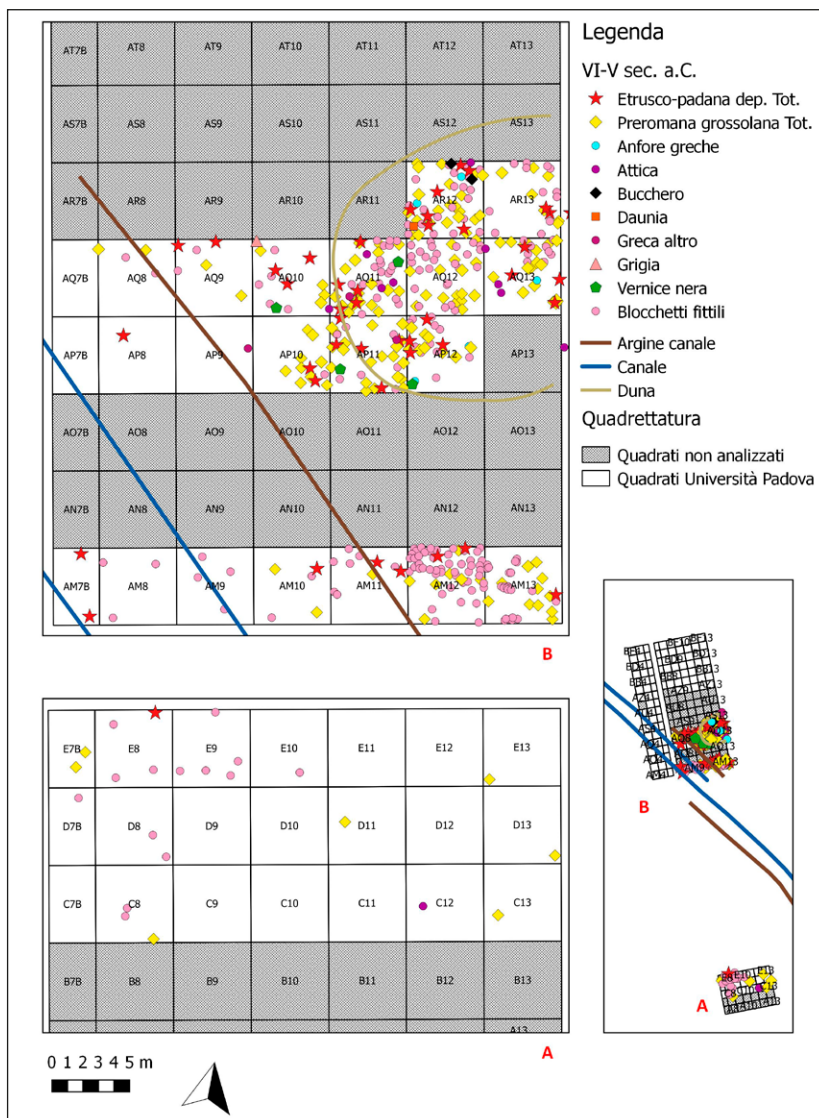 AT7B AT8 AT9 AT10 AT11 AT12 AT13
AS7B AS8 AS9 AS10 AS11 AS12 AS13
AR7B AR8 AR9 AR10 AR11 AR12 AR13
AQ7B AQ8 AQ9 AQ10 AQ11 AQ12 AQ13
AP7B AP8 AP9 AP10 AP11 AP12 AP13
AO7B AO8 AO9 AO10 AO11 AO12 AO13
AN7B AN8 AN9 AN10 AN11 AN12 AN13
AM7B AM8 AM9 AM10 AM11 AM12 AM13
B
E7B E8 E9 E10 E11 E12 E13
D7B D8 D9 D10 D11 D12 D13
C7B C8 C9 C10 C11 C12 C13
B7B B8 B9 B10 B11 B12 B13
A13
A
0 1 2 3 4 5 m
Legenda
VI-V sec. a.C.
Etrusco-padana dep. Tot.
Preromana grossolana Tot.
Anfore greche
Attica
Bucchero
Daunia
Greca altro
Grigia
Vernice nera
Blocchetti fittili
Argine canale
Canale
Duna
Quadrettatura
Quadrati non analizzati
Quadrati Università Padova
B
A